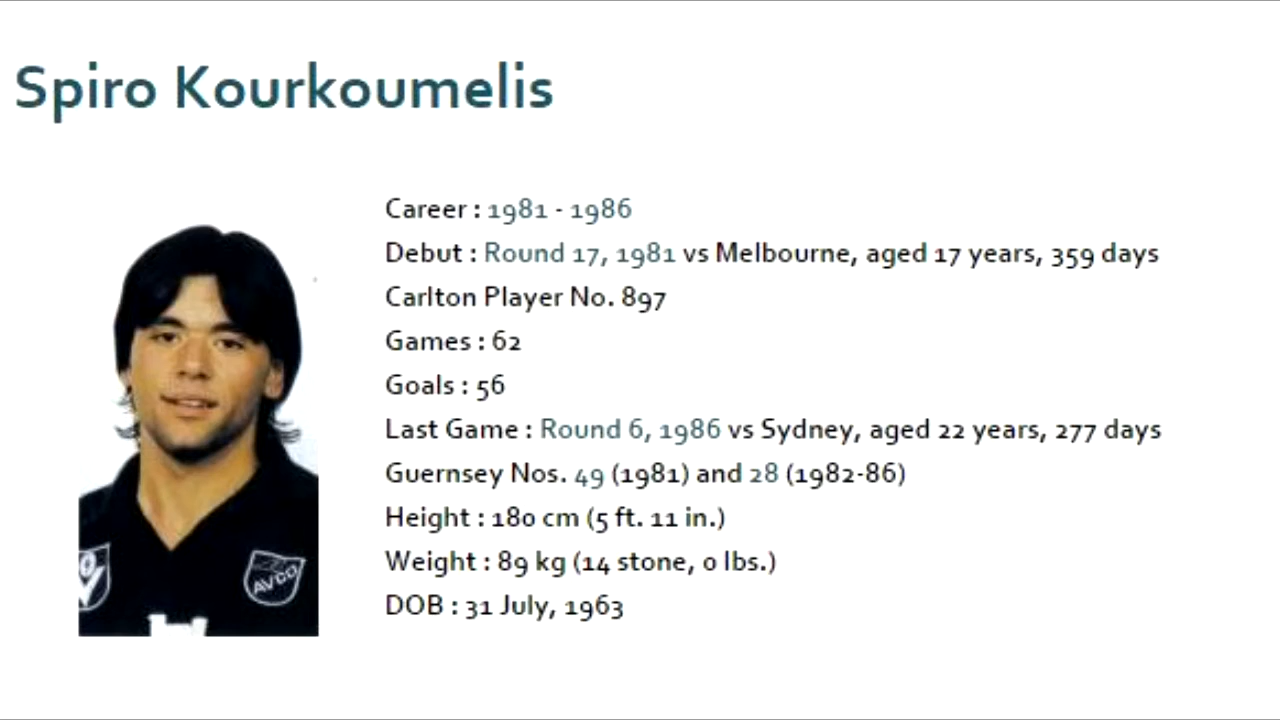 Spiro Kourkoumelis
Career : 1981 - 1986
Debut : Round 17, 1981 vs Melbourne, aged 17 years, 359 days
Carlton Player No. 897
Games : 62
Goals : 56
Last Game : Round 6, 1986 vs Sydney, aged 22 years, 277 days
Guernsey Nos. 49 (1981) and 28 (1982-86)
Height : 180 cm (5 ft. 11 in.)
Weight : 89 kg (14 stone, 0 lbs.)
DOB : 31 July, 1963
AVCO